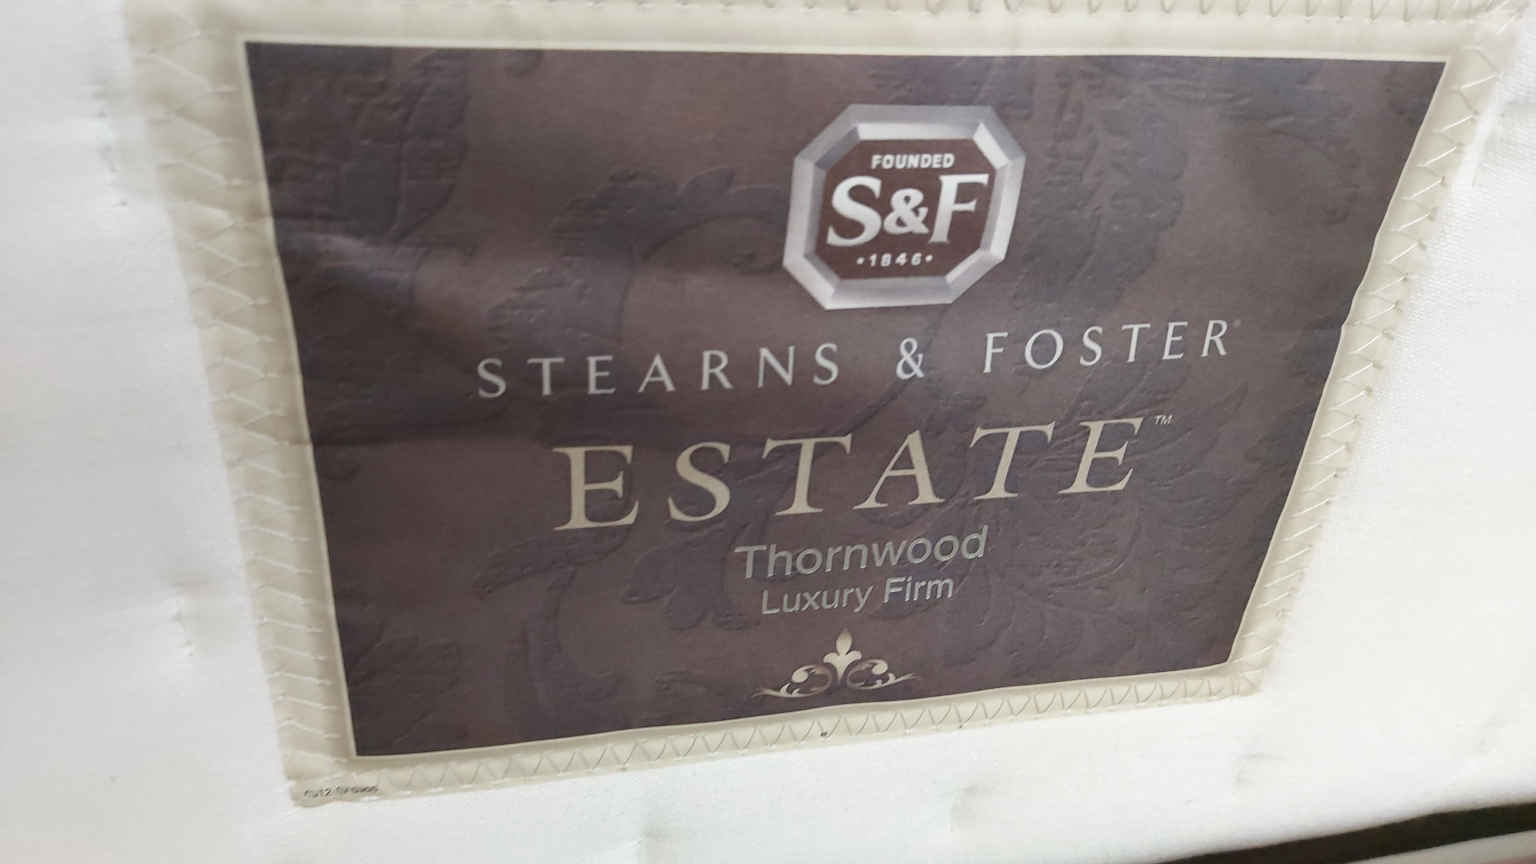 FOUNDED
S&F
•1846•
STEARNS & FOSTER
ESTATE™
Thornwood
Luxury Firm